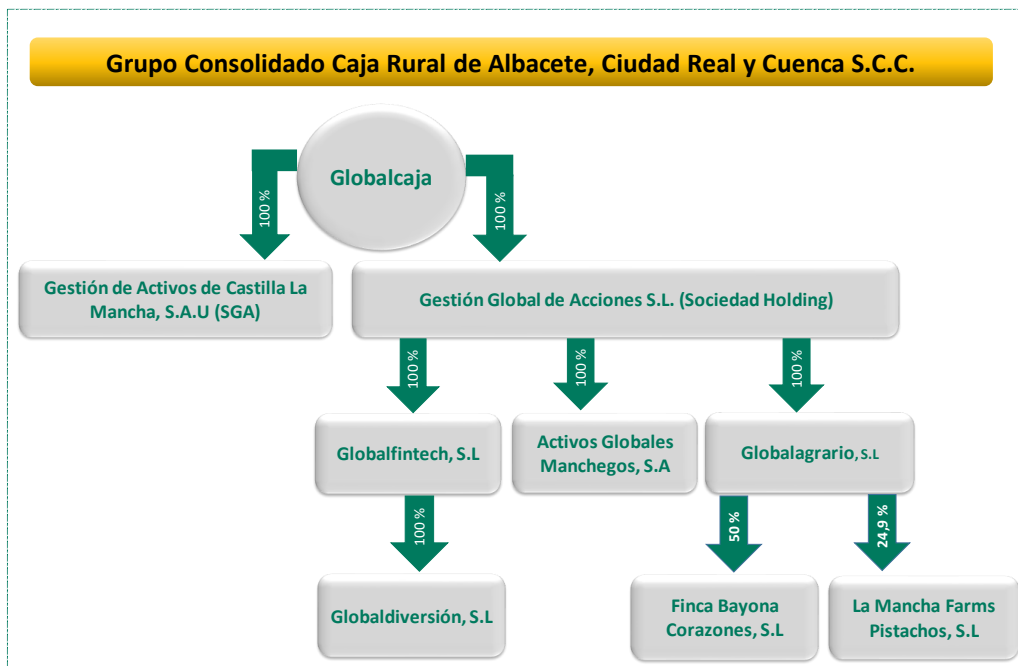 Grupo Consolidado Caja Rural de Albacete, Ciudad Real y Cuenca S.C.C.
Globalcaja
100 %
100 %
Gestión de Activos de Castilla La
Mancha, S.A.U (SGA)
Gestión Global de Acciones S.L. (Sociedad Holding)
100 %
100 %
100 %
Globalfintech, S.L
Activos Globales
Manchegos, S.A
Globalagrario, S.L
100 %
50 %
24,9 %
Globaldiversión, S.L
Finca Bayona
Corazones, S.L
La Mancha Farms
Pistachos, S.L